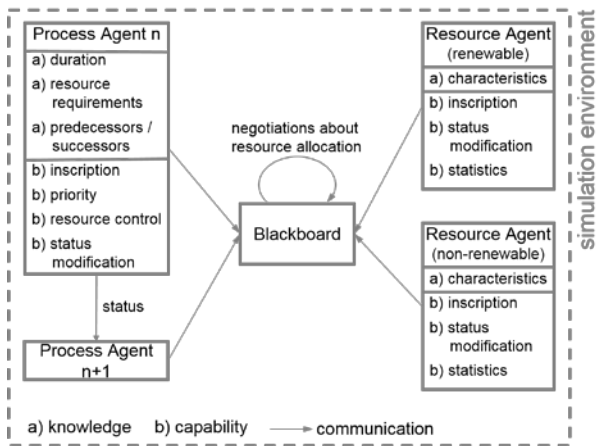 Process Agent n
a) duration
a) resource
requirements
a) predecessors /
successors
b) inscription
b) priority
b) resource control
b) status
modification
status
Process Agent
n+1
negotiations about
resource allocation
Blackboard
Resource Agent
(renewable)
a) characteristics
b) inscription
b) status
modification
b) statistics
Resource Agent
(non-renewable)
a) characteristics
b) inscription
b) status
modification
b) statistics
simulation environment
a) knowledge b) capability communication